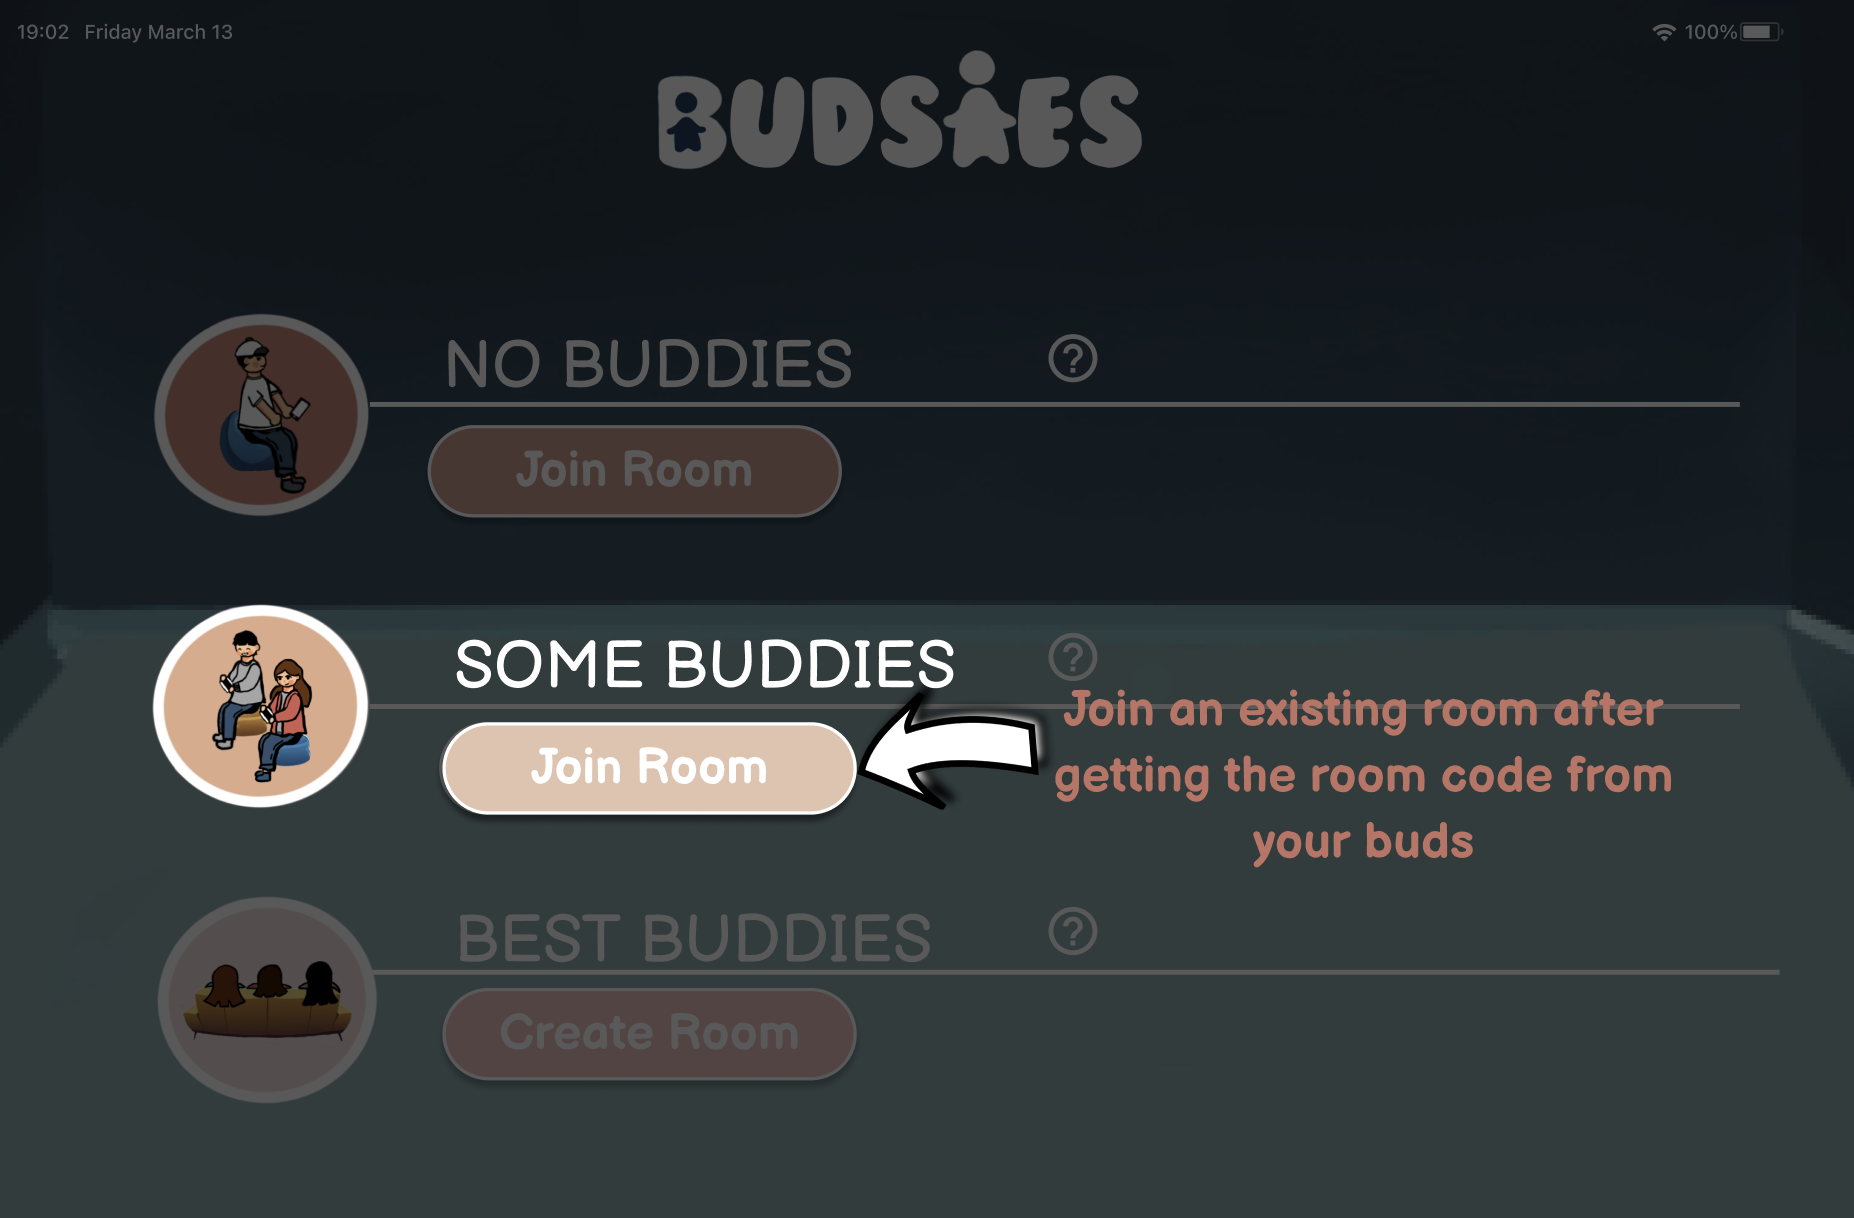 19:02 Friday March 13
100%
BUDSIES
NO BUDDIES ?
Join Room
SOME BUDDIES ?
Join Room
Join an existing room after
getting the room code from
your buds
BEST BUDDIES ?
Create Room